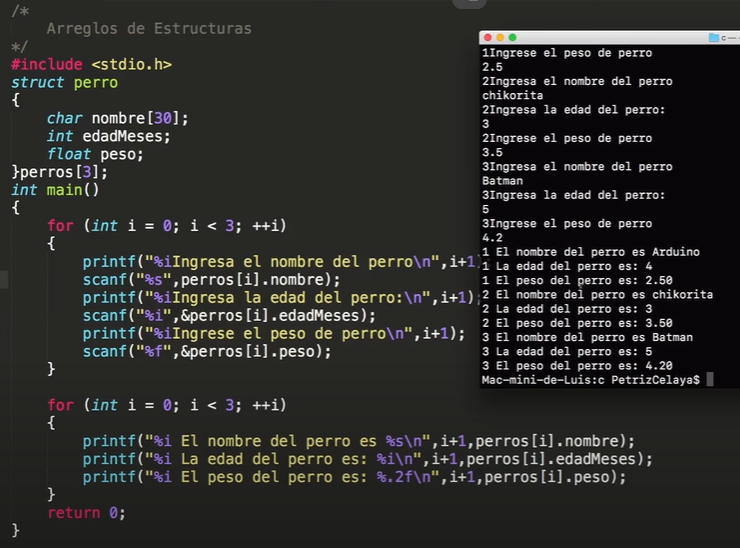 /*
    Arreglos de Estructuras
*/
#include <stdio.h>
struct perro
{
    char nombre[30];
    int edadMeses;
    float peso;
}perros[3];
int main()
{
    for (int i = 0; i < 3; ++i)
    {
        printf("%iIngresa el nombre del perro\n",i+1
        scanf("%s",perros[i].nombre);
        printf("%iIngresa la edad del perro:\n",i+1);
        scanf("%i",&perros[i].edadMeses);
        printf("%iIngrese el peso de perro\n",i+1);
        scanf("%f",&perros[i].peso);
    }

    for (int i = 0; i < 3; ++i)
    {
        printf("%i El nombre del perro es %s\n",i+1,perros[i].nombre);
        printf("%i La edad del perro es: %i\n",i+1,perros[i].edadMeses);
        printf("%i El peso del perro es: %.2f\n",i+1,perros[i].peso);
    }
    return 0;
}
c —
1Ingrese el peso de perro
2.5
2Ingresa el nombre del perro
chikorita
2Ingresa la edad del perro:
3
2Ingrese el peso de perro
3.5
3Ingresa el nombre del perro
Batman
3Ingresa la edad del perro:
5
3Ingrese el peso de perro
4.2
1 El nombre del perro es Arduino
1 La edad del perro es: 4
1 El peso del perro es: 2.50
2 El nombre del perro es chikorita
2 La edad del perro es: 3
2 El peso del perro es: 3.50
3 El nombre del perro es Batman
3 La edad del perro es: 5
3 El peso del perro es: 4.20
Mac-mini-de-Luis:c PetrizCelaya$